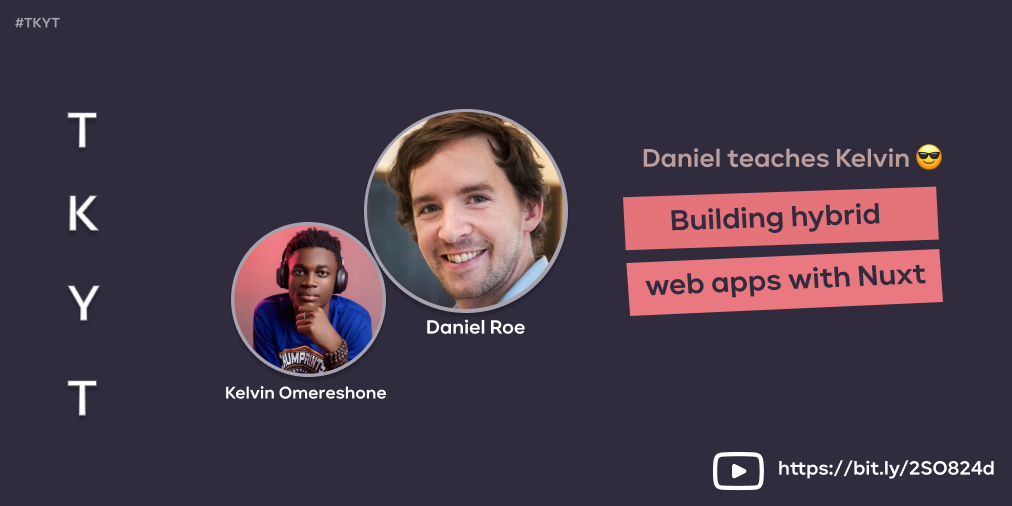 #TKYT
T
K
Y
T
Daniel teaches Kelvin 😎
Building hybrid
web apps with Nuxt
Daniel Roe
Kelvin Omereshone
https://bit.ly/2SO824d